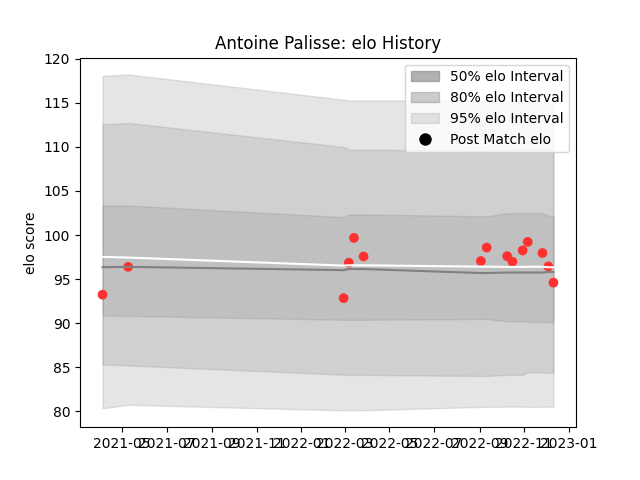 Antoine Palisse: elo History
120
115
110
105
100
95
90
85
80
elo score
50% elo Interval
80% elo Interval
95% elo Interval
Post Match elo
2021-05 2021-07 2021-09 2021-11 2022-01 2022-03 2022-05 2022-07 2022-09 2022-11 2023-01